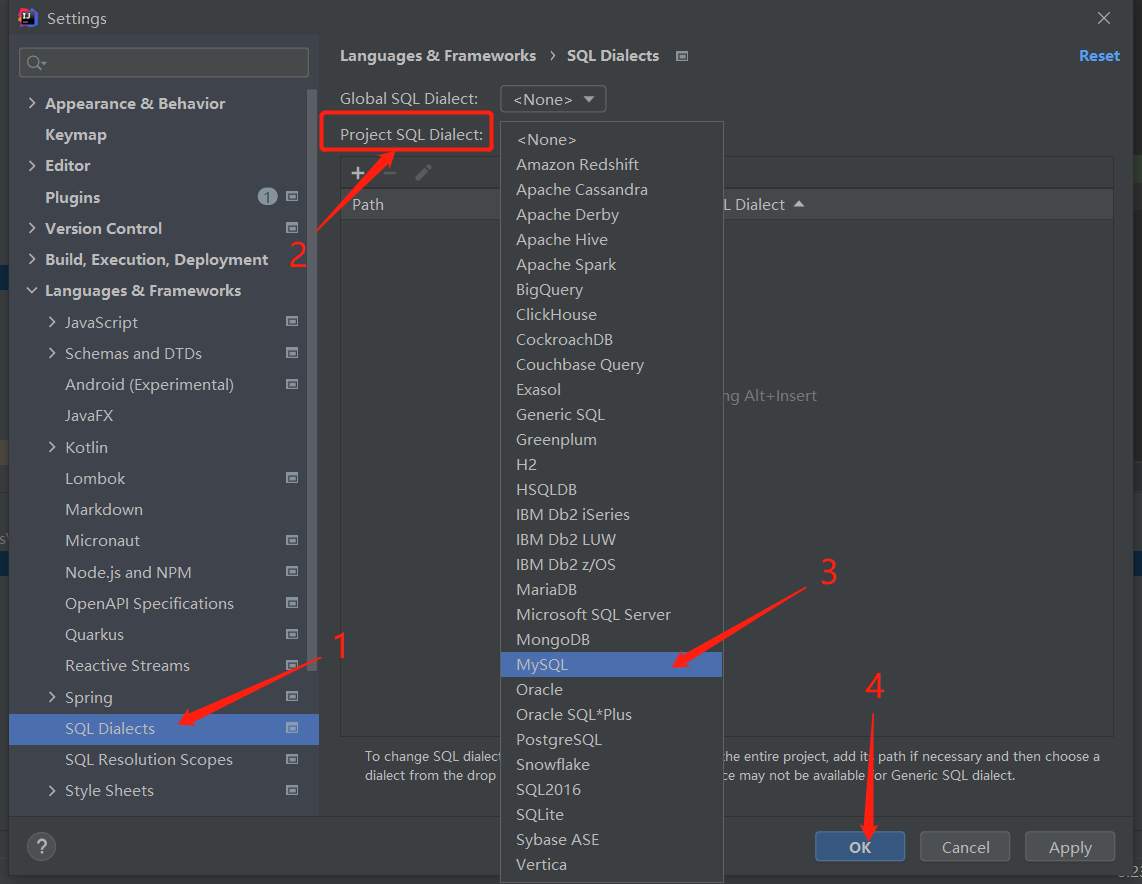 Settings
Languages & Frameworks › SQL Dialects
Reset
Global SQL Dialect: <None>
Project SQL Dialect:
Path
L Dialect
ng Alt+Insert
Appearance & Behavior
Keymap
Editor
Plugins 1
Version Control
Build, Execution, Deployment
Languages & Frameworks
JavaScript
Schemas and DTDs
Android (Experimental)
JavaFX
Kotlin
Lombok
Markdown
Micronaut
Node.js and NPM
OpenAPI Specifications
Quarkus
Reactive Streams
Spring
SQL Dialects
SQL Resolution Scopes
Style Sheets
<None>
Amazon Redshift
Apache Cassandra
Apache Derby
Apache Hive
Apache Spark
BigQuery
ClickHouse
CockroachDB
Couchbase Query
Exasol
Generic SQL
Greenplum
H2
HSQLDB
IBM Db2 iSeries
IBM Db2 LUW
IBM Db2 z/OS
MariaDB
Microsoft SQL Server
MongoDB
MySQL
Oracle
Oracle SQL*Plus
PostgreSQL
Snowflake
SQL2016
SQLite
Sybase ASE
Vertica
1
2
3
4
To change SQL dialect the entire project, add its path if necessary and then choose a
dialect from the drop ce may not be available for Generic SQL dialect.
?
OK
Cancel
Apply